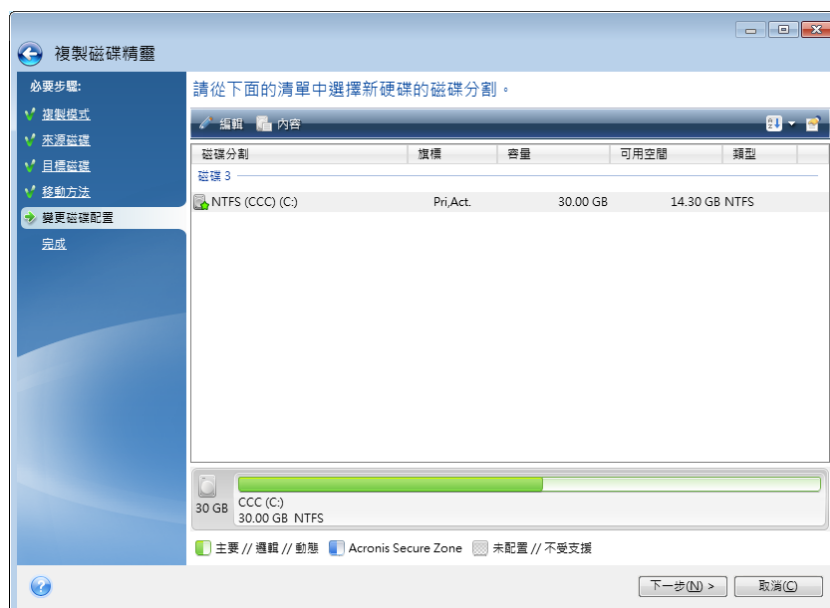 複製磁碟精靈
必要步驟:
複製模式
來源磁碟
目標磁碟
移動方法
變更磁碟配置
完成
請從下面的清單中選擇新硬碟的磁碟分割。
編輯 內容
磁碟分割 旗標 容量 可用空間 類型
磁碟 3
NTFS (CCC) (C:) Pri,Act. 30.00 GB 14.30 GB NTFS
30 GB
CCC (C:)
30.00 GB NTFS
主要 // 邏輯 // 動態 Acronis Secure Zone 未配置 // 不受支援
下一步(N) > 取消(C)